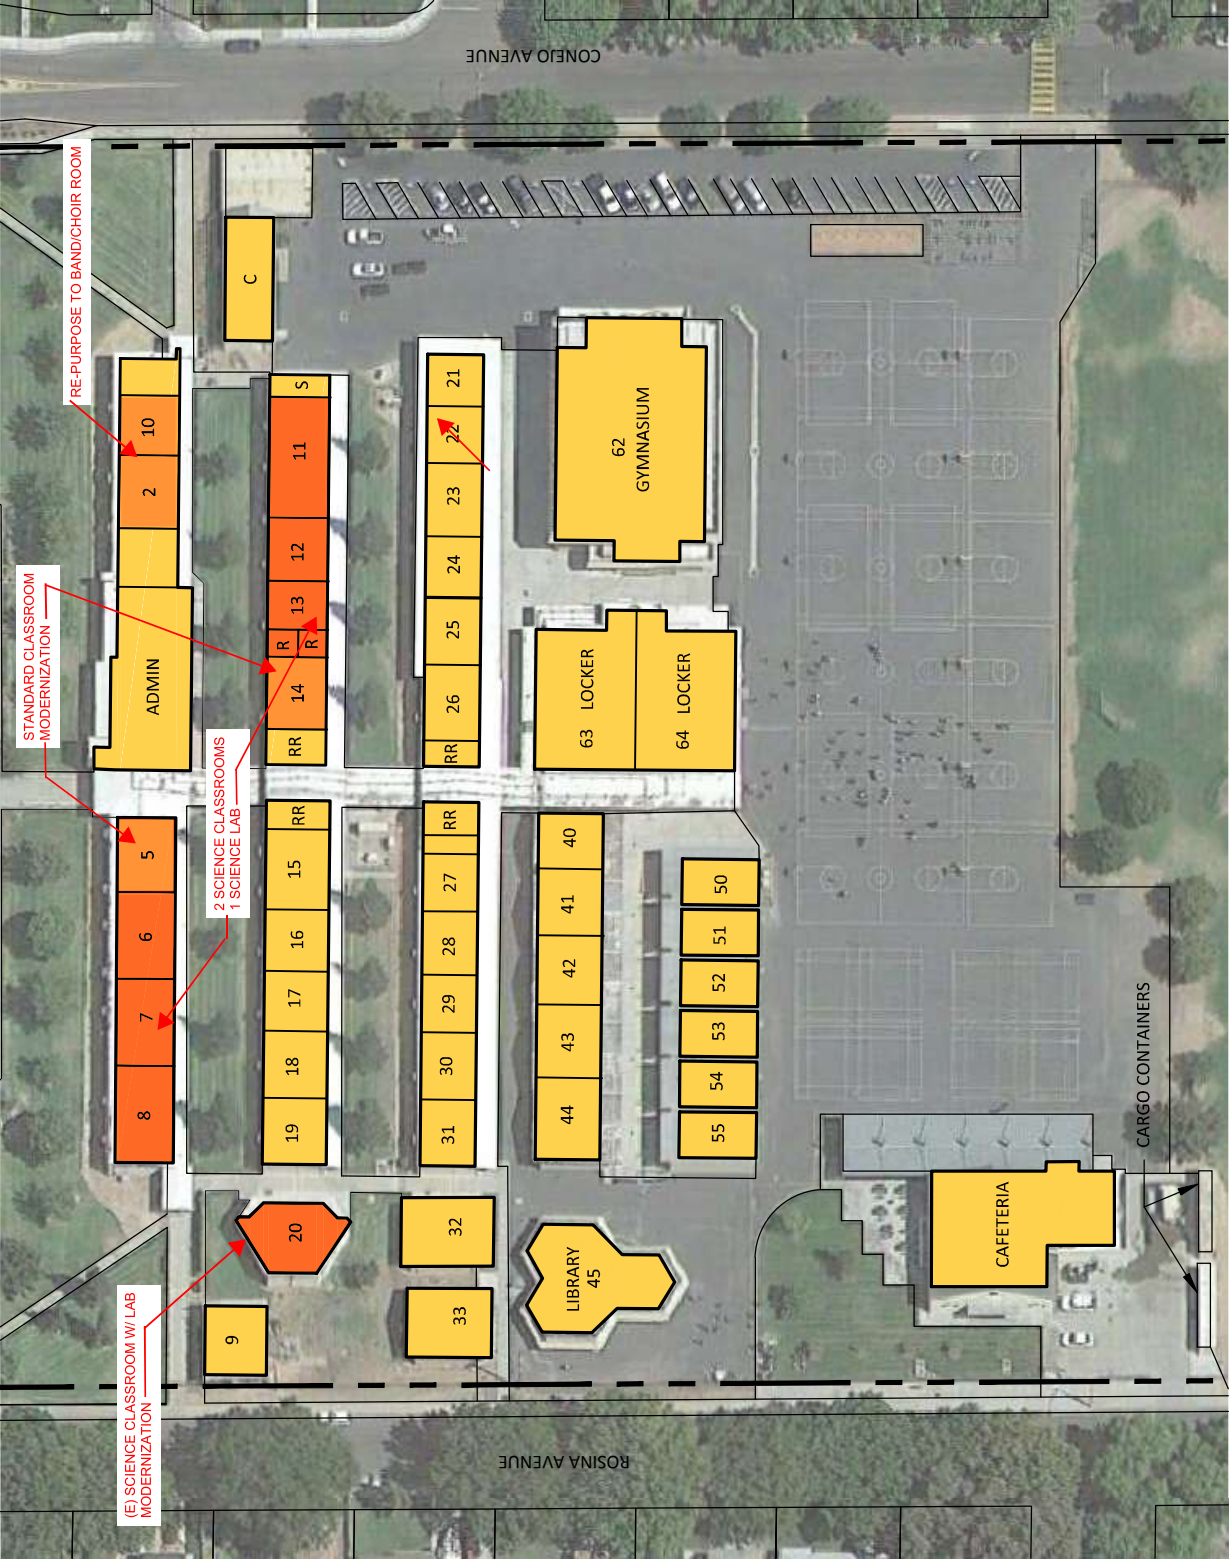 CONEJO AVENUE
RE-PURPOSE TO BAND/CHOIR ROOM
STANDARD CLASSROOM
MODERNIZATION
2 SCIENCE CLASSROOMS
1 SCIENCE LAB
(E) SCIENCE CLASSROOM W/ LAB
MODERNIZATION
C
10
2
ADMIN
5
6
7
8
S
11
12
13
R
R
14
RR
RR
15
16
17
18
19
20
9
21
22
23
24
25
26
RR
RR
27
28
29
30
31
32
33
62
GYMNASIUM
63 LOCKER
64 LOCKER
40
41
42
43
44
LIBRARY
45
50
51
52
53
54
55
CAFETERIA
CARGO CONTAINERS
ROSINA AVENUE